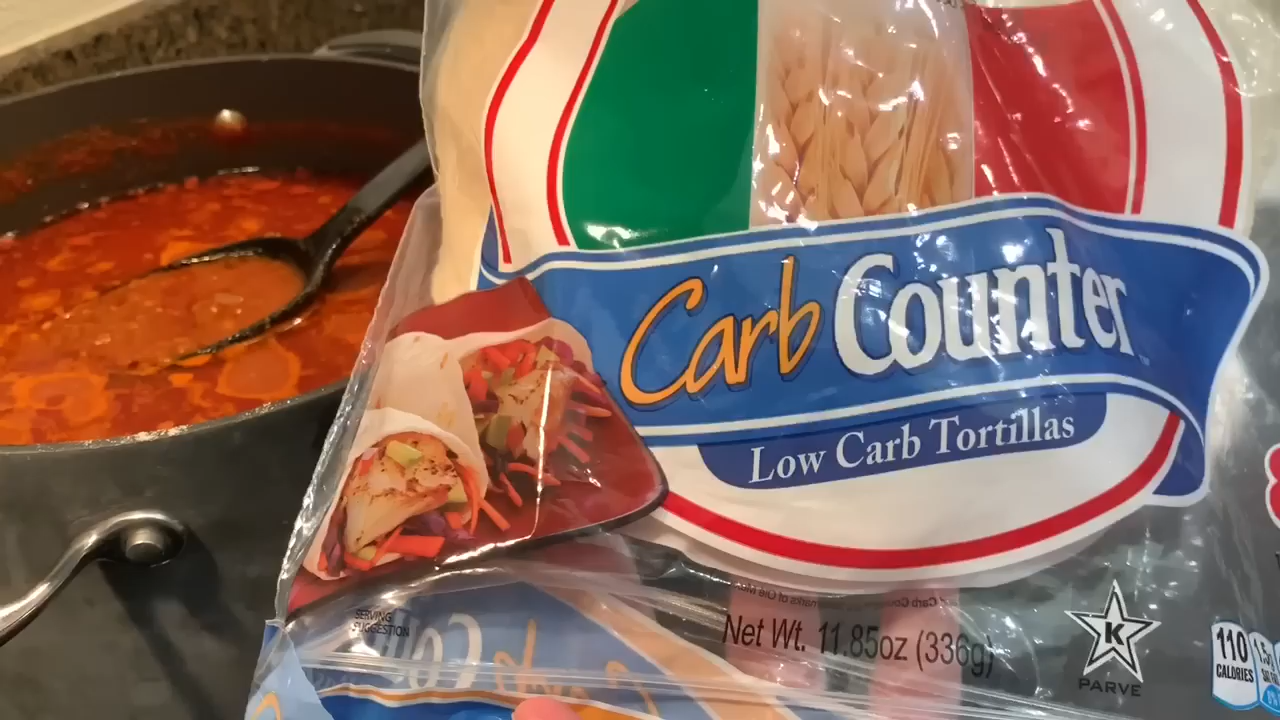 Carb Counter
Low Carb Tortillas
SERVING
SUGGESTION
Net Wt. 11.85oz (336g)
K
PARVE
110
CALORIES